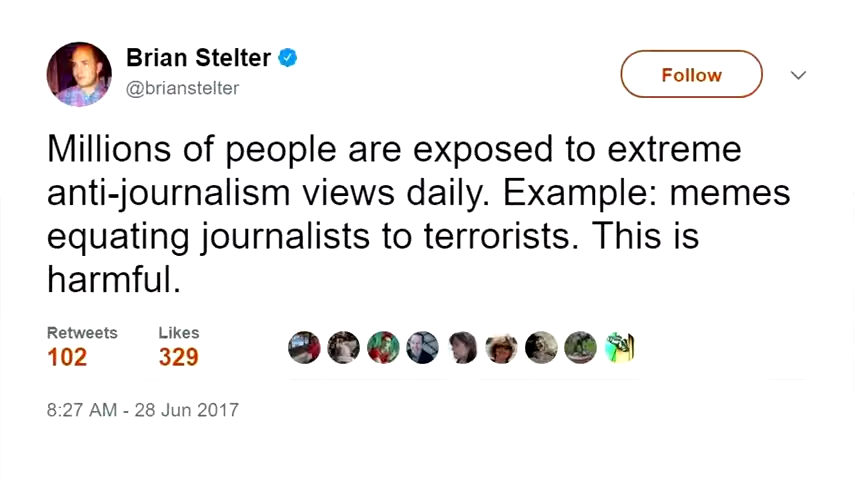 Brian Stelter
@brianstelter
Follow
Millions of people are exposed to extreme
anti-journalism views daily. Example: memes
equating journalists to terrorists. This is
harmful.
Retweets Likes
102 329
8:27 AM - 28 Jun 2017